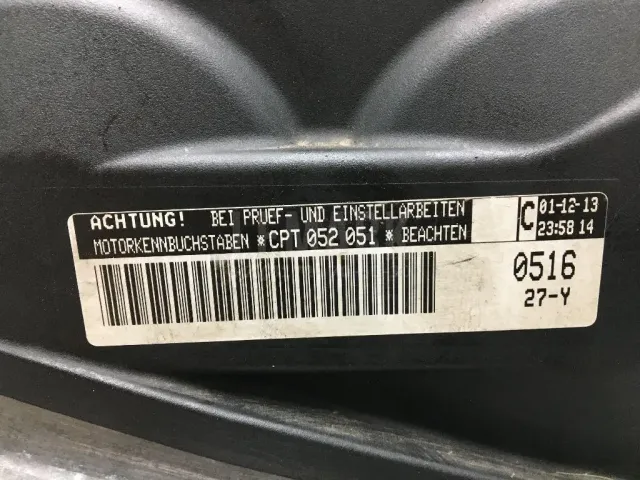 ACHTUNG! BEI PRUEF- UND EINSTELLARBEITEN
MOTORKENNBUCHSTABEN *CPT 052 051* BEACHTEN
C 01-12-13
23:58 14
0516
27-Y